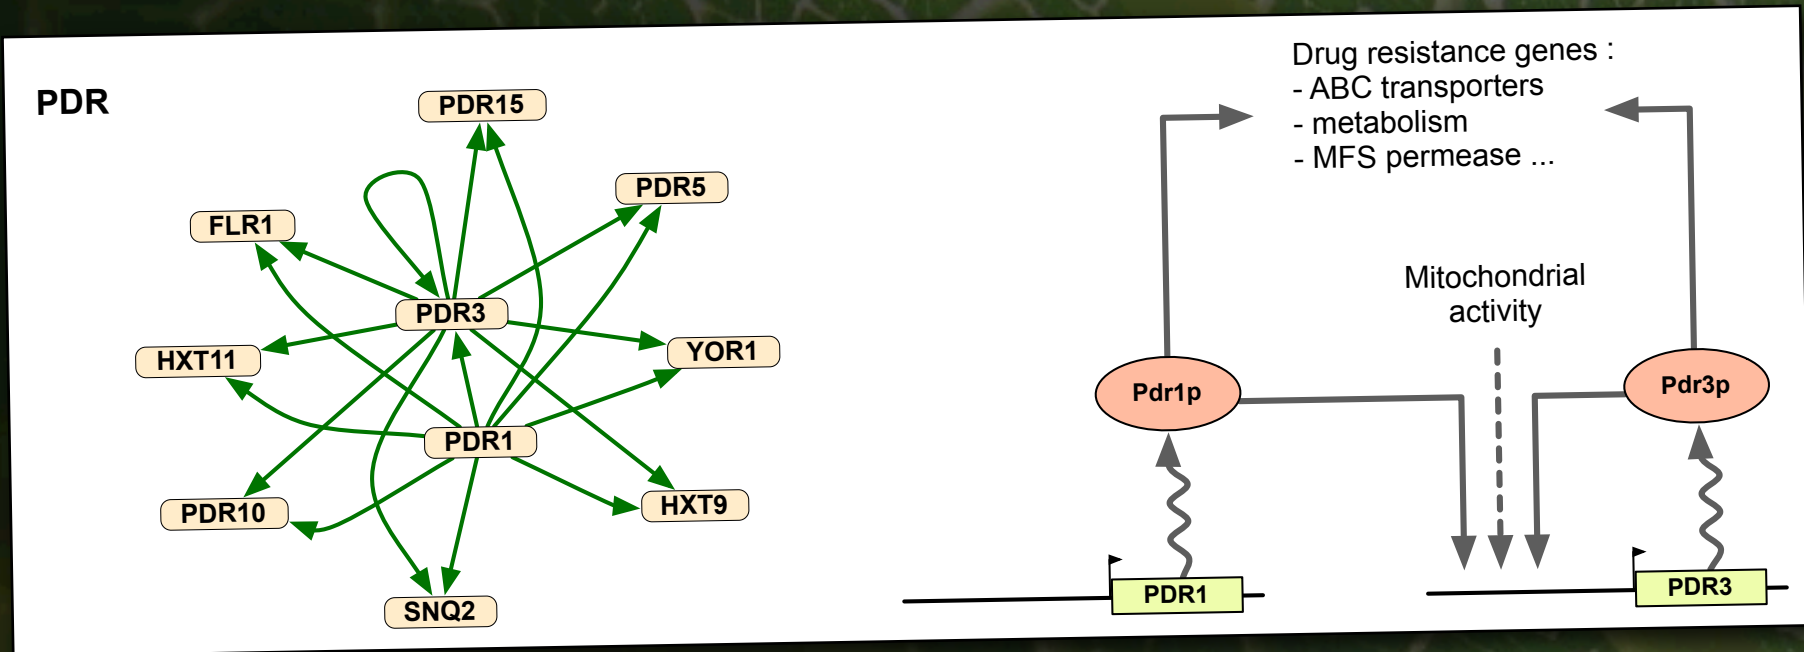 PDR
PDR15
PDR5
FLR1
PDR3
HXT11
YOR1
PDR1
PDR10
HXT9
SNQ2
Drug resistance genes :
- ABC transporters
- metabolism
- MFS permease ...
Mitochondrial
activity
Pdr1p
Pdr3p
PDR1
PDR3